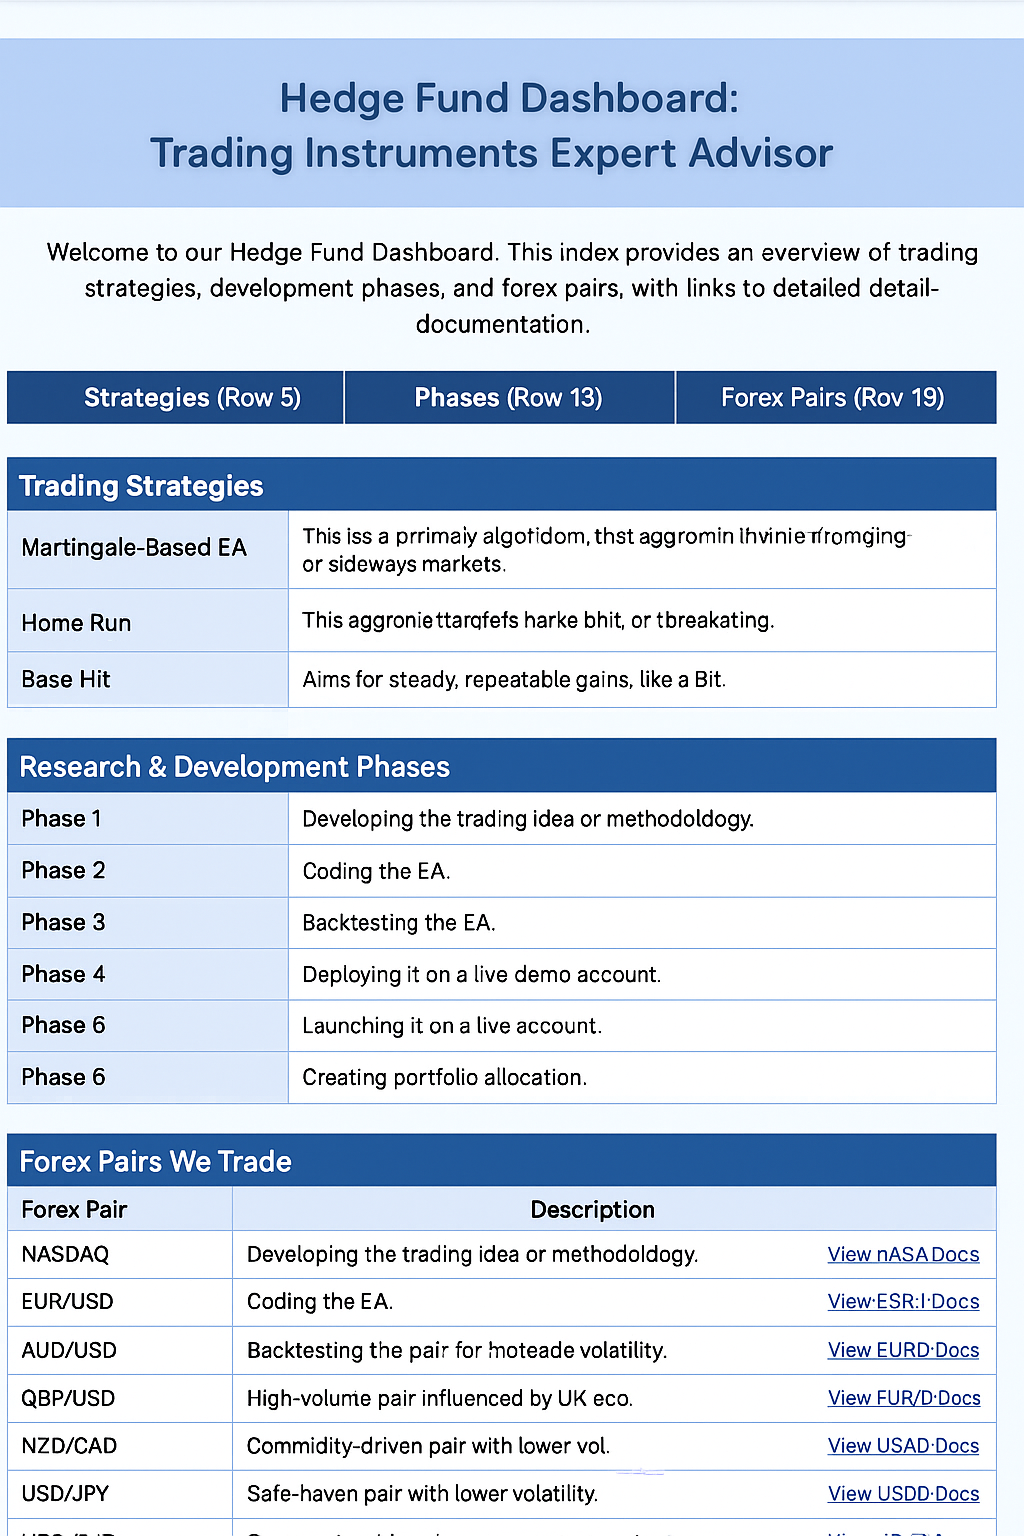 Hedge Fund Dashboard:
Trading Instruments Expert Advisor
Welcome to our Hedge Fund Dashboard. This index provides an everview of trading
strategies, development phases, and forex pairs, with links to detailed detail-
documentation.
Strategies (Row 5)
Phases (Row 13)
Forex Pairs (Rov 19)
Trading Strategies
Martingale-Based EA
This iss a prrimaiy algotidom, thst aggromin
or sideways markets.
Home Run
This aggronie ttarqfefs harke bhit, or tbreakating.
Base Hit
Aims for steady, repeatable gains, like a Bit.
Research & Development Phases
Phase 1
Developing the trading idea or methodoldogy.
Phase 2
Coding the EA.
Phase 3
Backtesting the EA.
Phase 4
Deploying it on a live demo account.
Phase 6
Launching it on a live account.
Phase 6
Creating portfolio allocation.
Forex Pairs We Trade
Forex Pair
Description
NASDAQ
Developing the trading idea or methodoldogy.
View nASA Docs
EUR/USD
Coding the EA.
View·ESR:I·Docs
AUD/USD
Backtesting the pair for hoteade volatility.
View EURD·Docs
QBP/USD
High-volume pair influenced by UK eco.
View FUR/D·Docs
NZD/CAD
Commidity-driven pair with lower vol.
View USAD·Docs
USD/JPY
Safe-haven pair with lower volatility.
View USDD·Docs